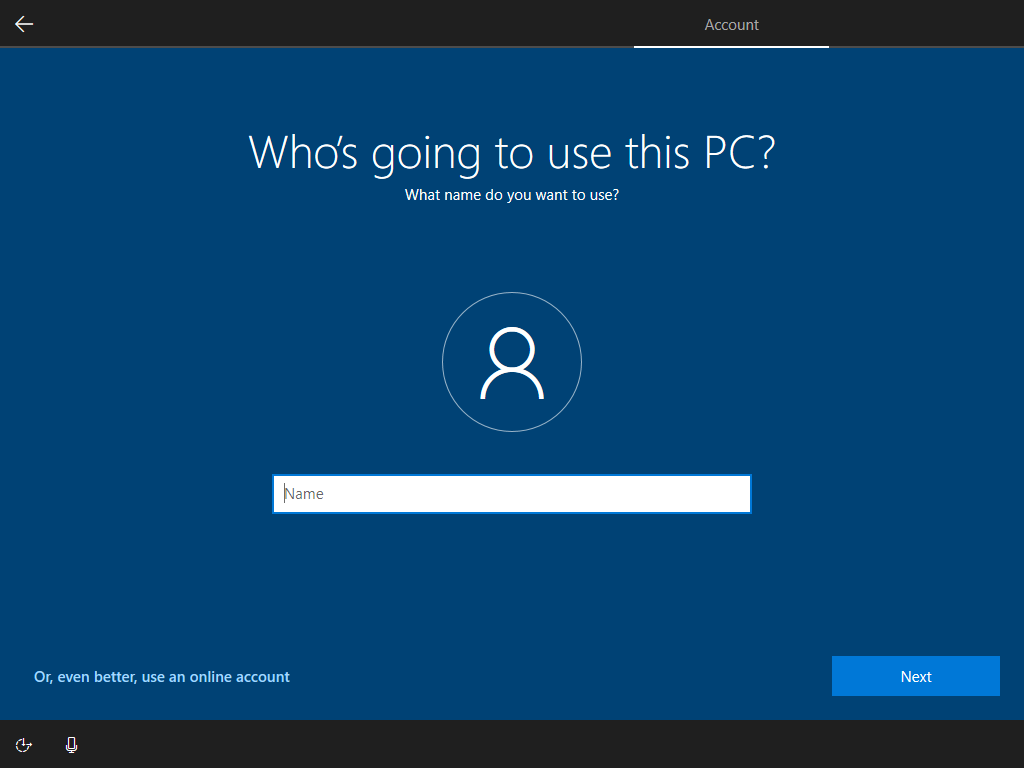 Account
Who's going to use this PC?
What name do you want to use?
Name
Or, even better, use an online account
Next